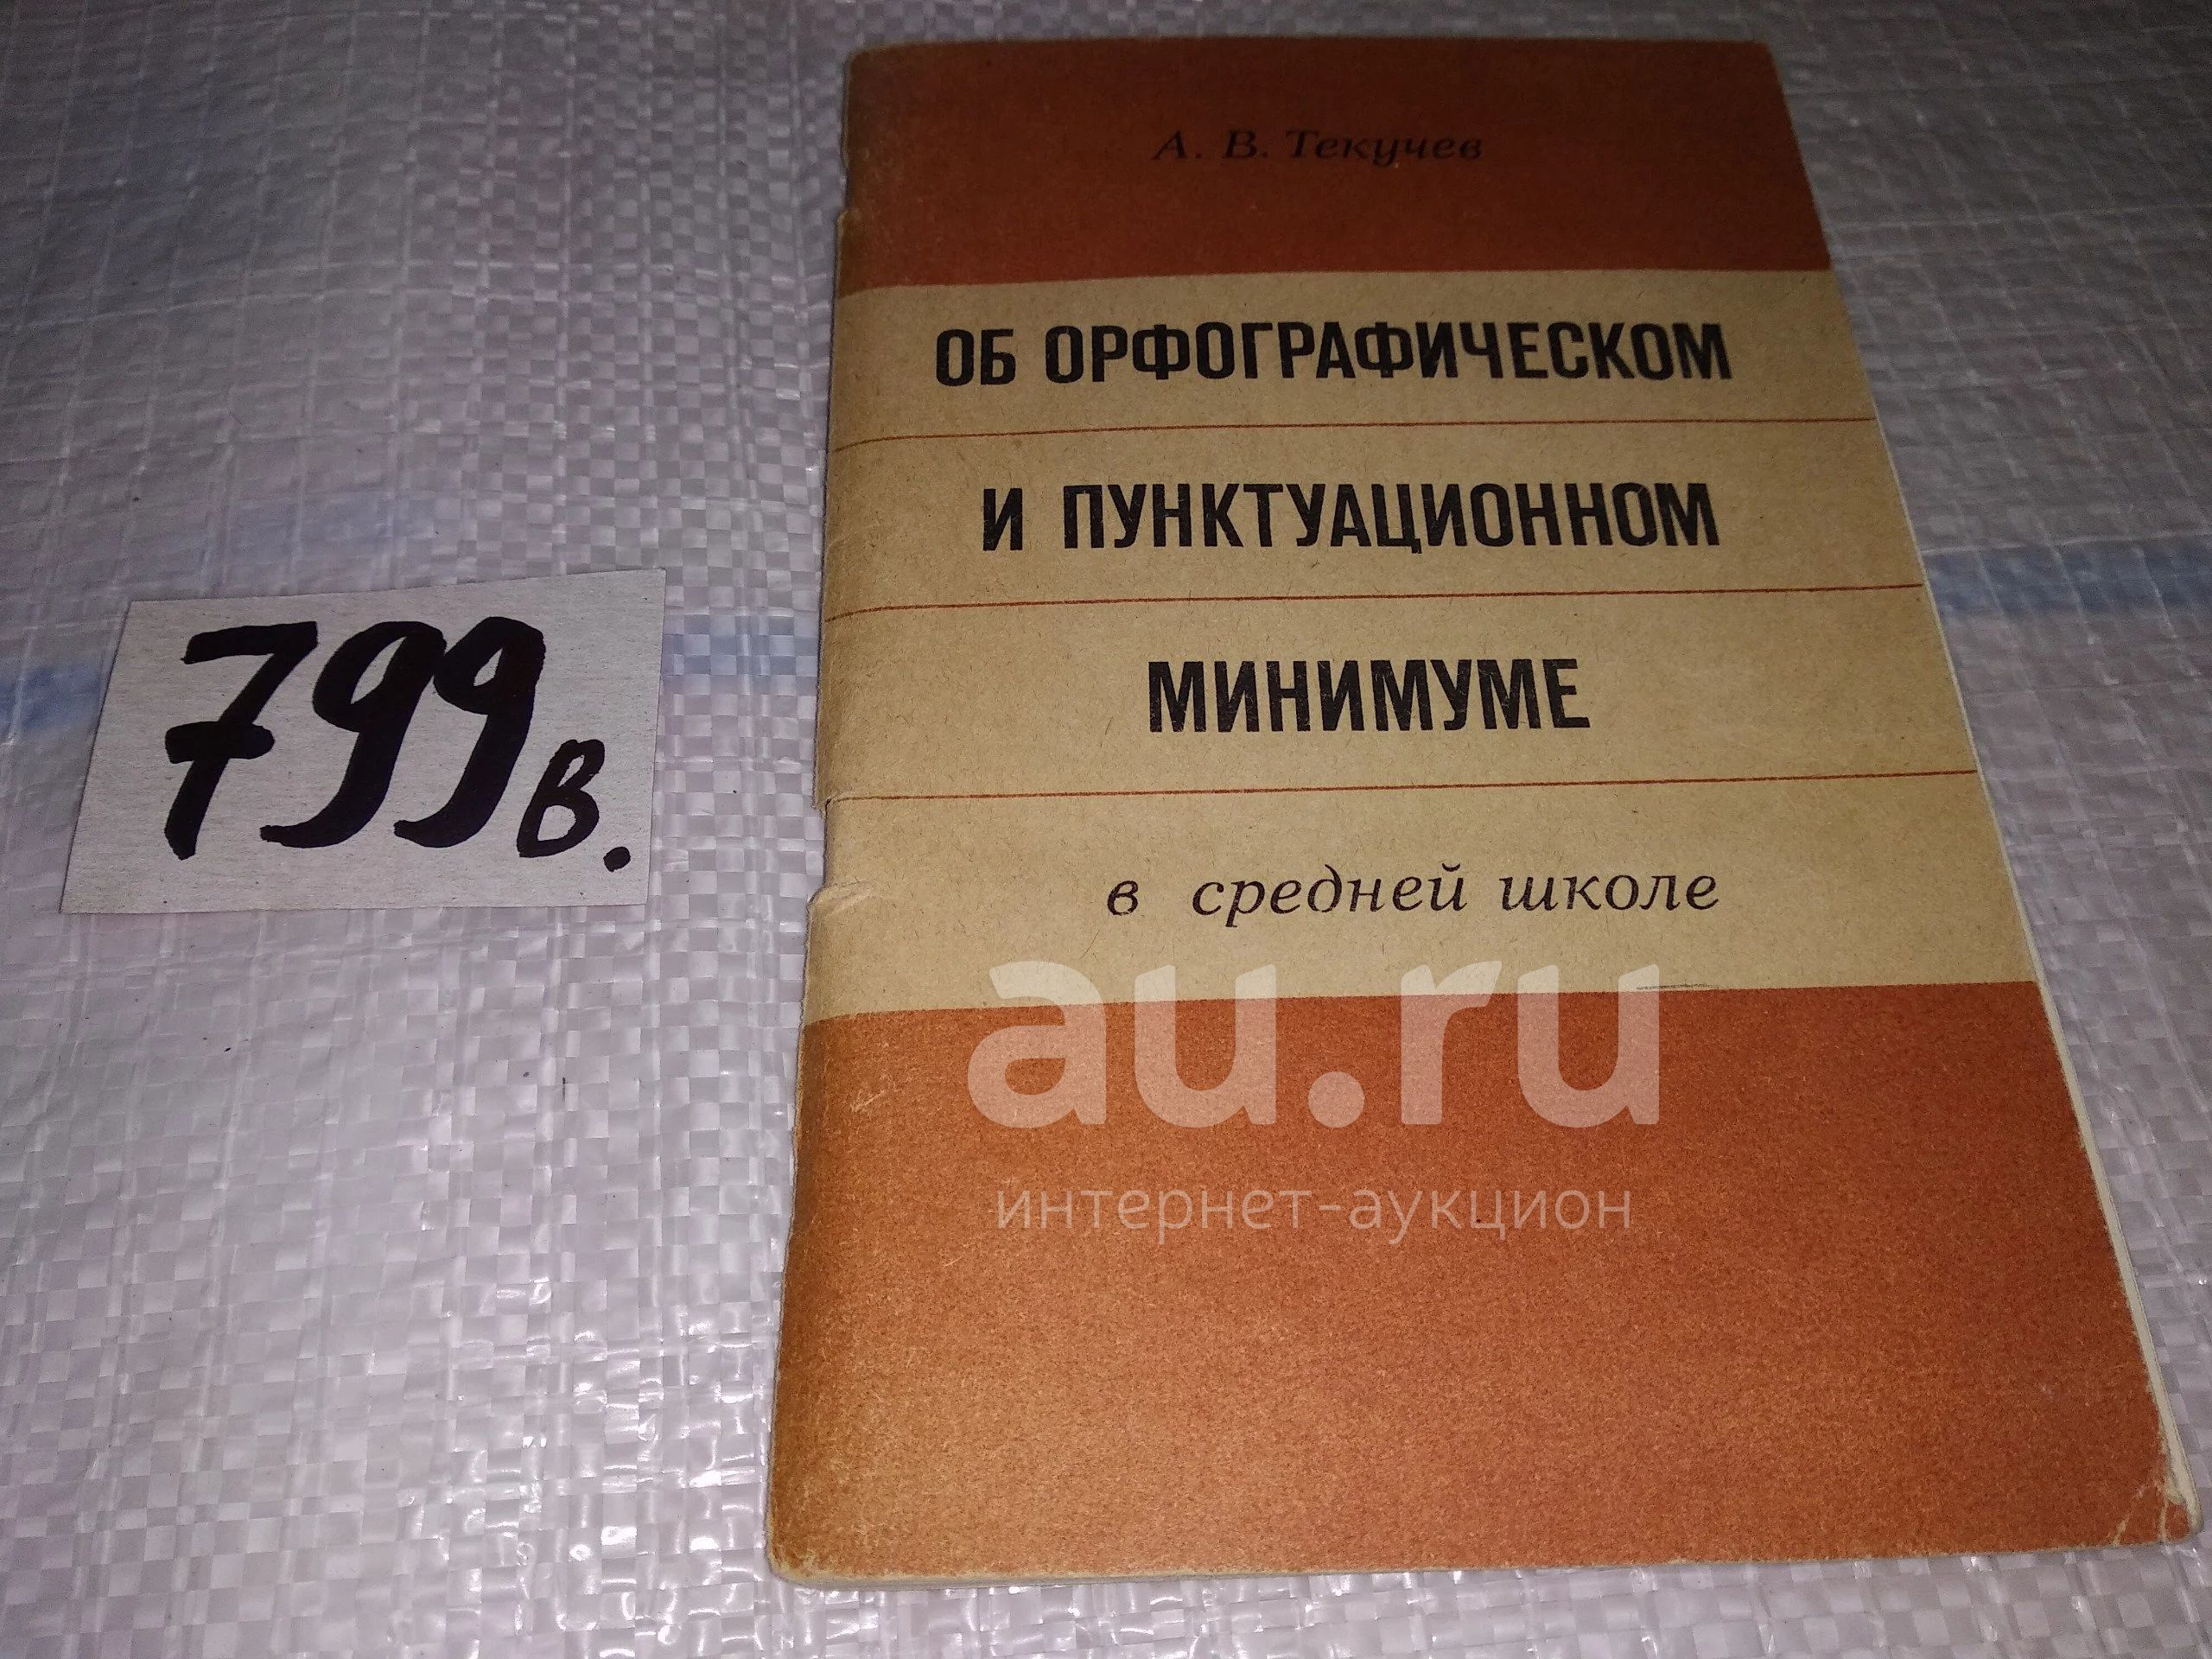 А. В. Текучев
ОБ ОРФОГРАФИЧЕСКОМ
И ПУНКТУАЦИОННОМ
МИНИМУМЕ
в средней школе
799в.
au.ru
интернет-аукцион